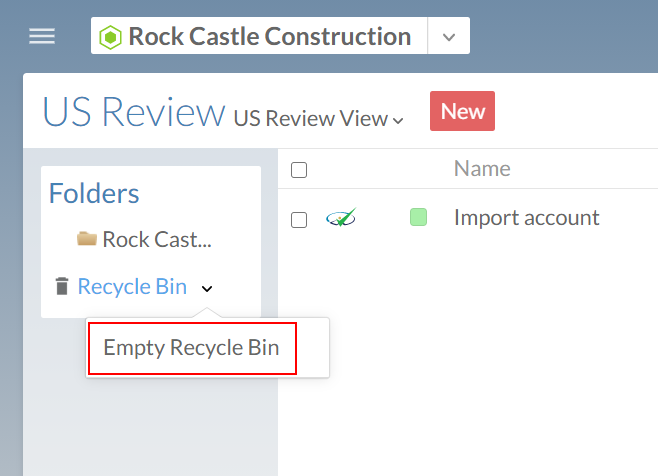 Rock Castle Construction
US Review US Review View New
Folders
Name
Rock Cast...
Import account
Recycle Bin
Empty Recycle Bin